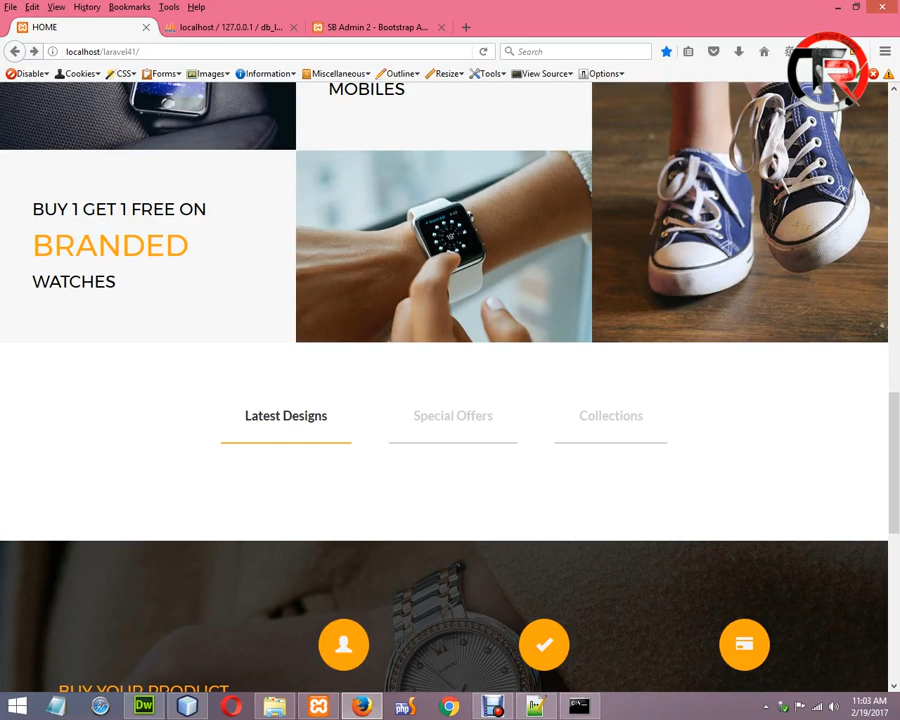 File Edit View History Bookmarks Tools Help
HOME
localhost / 127.0.0.1 / db_l...
SB Admin 2 - Bootstrap A...
localhost/laravel41/
Search
Disable Cookies CSS Forms Images Information Miscellaneous Outline Resize Tools View Source Options
MOBILES
BUY 1 GET 1 FREE ON
BRANDED
WATCHES
Latest Designs
Special Offers
Collections
BUY YOUR PRODUCT
Dw
php
11:03 AM
2/19/2017